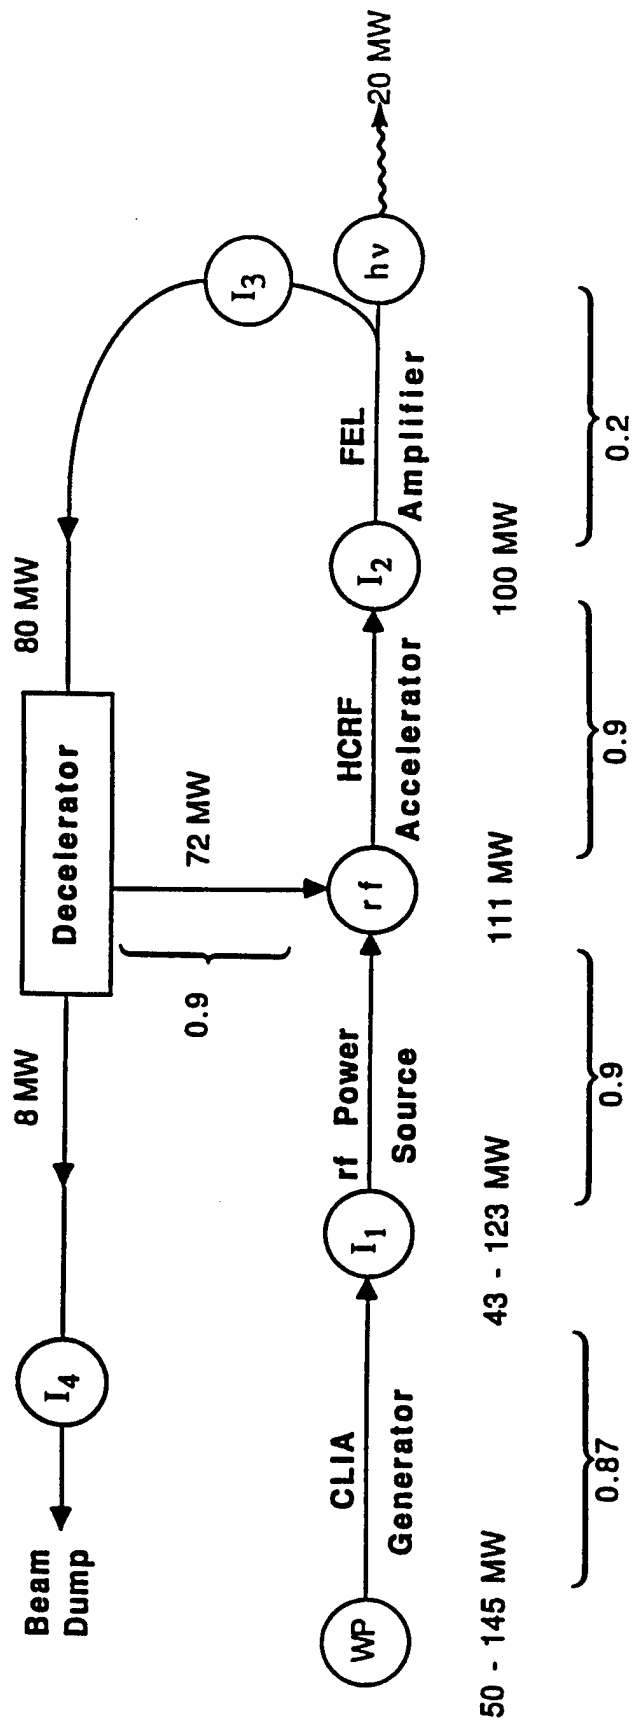 Beam
Dump
I4
8 MW
Decelerator
80 MW
I3
0.9
72 MW
WP
CLIA
Generator
I1
rf Power
Source
rf
HCRF
Accelerator
I2
FEL
Amplifier
hν
20 MW
50 - 145 MW
43 - 123 MW
111 MW
100 MW
0.87
0.9
0.9
0.2